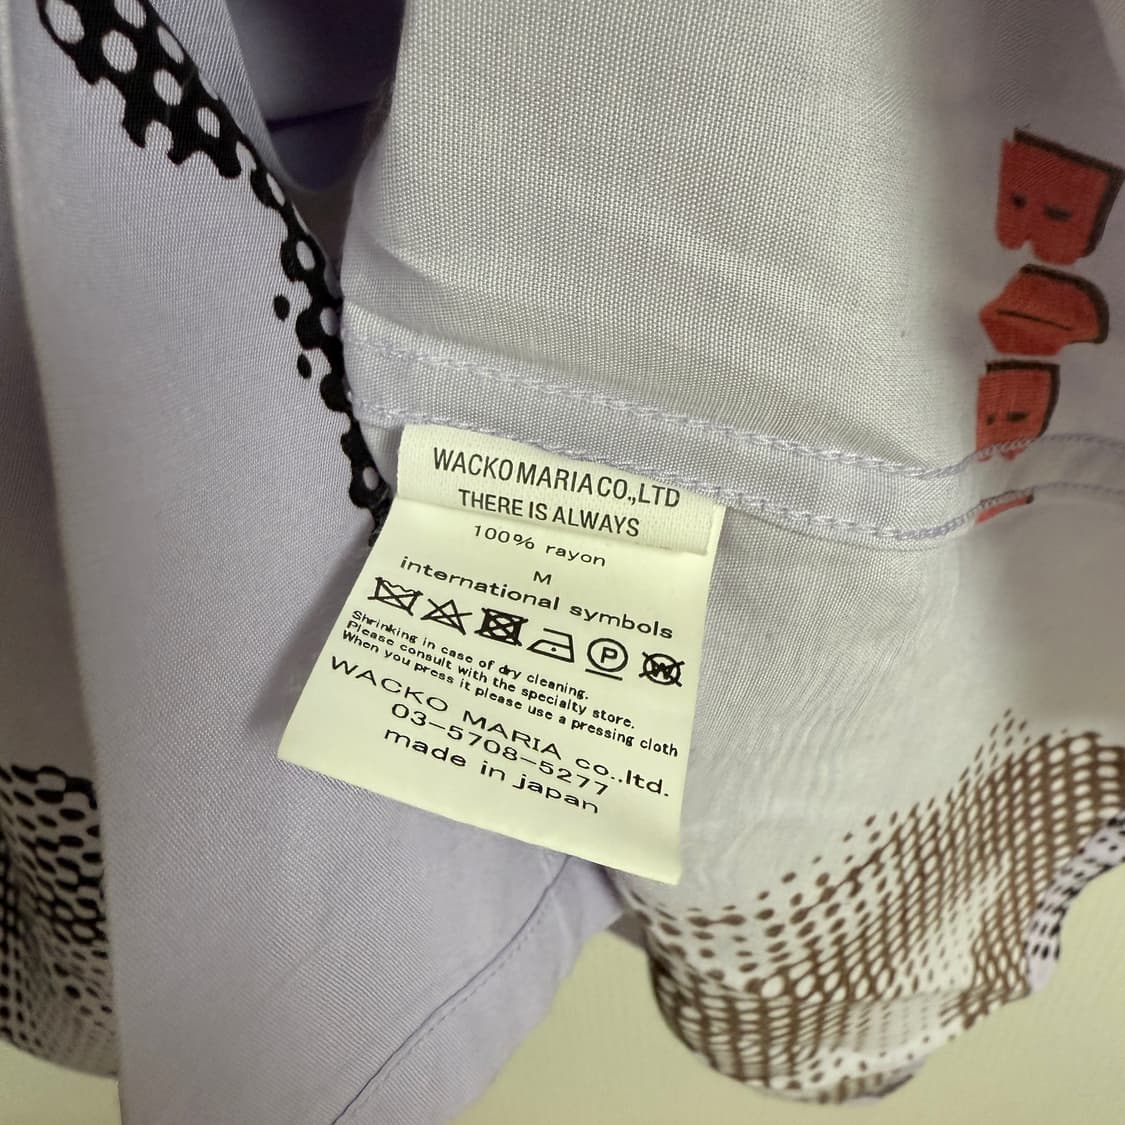 WACKOMARIA CO.,LTD
THERE IS ALWAYS
100% rayon
M
international symbols
P
W
Shrinking in case of dry cleaning.
Please consult with the specialty store.
When you press it please use a pressing cloth
WACKO MARIA co..ltd.
03-5708-5277
made in japan